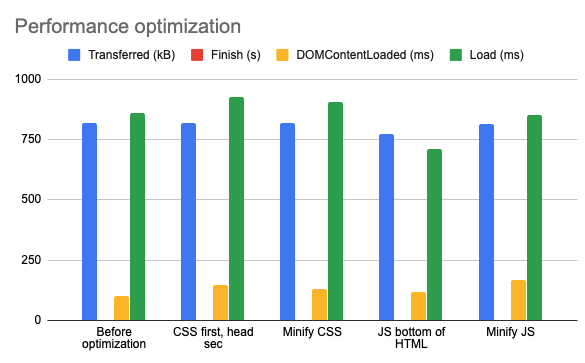 Performance optimization
Transferred (kB) Finish (s) DOMContentLoaded (ms) Load (ms)
1000
750
500
250
0
Before optimization
CSS first, head sec
Minify CSS
JS bottom of HTML
Minify JS